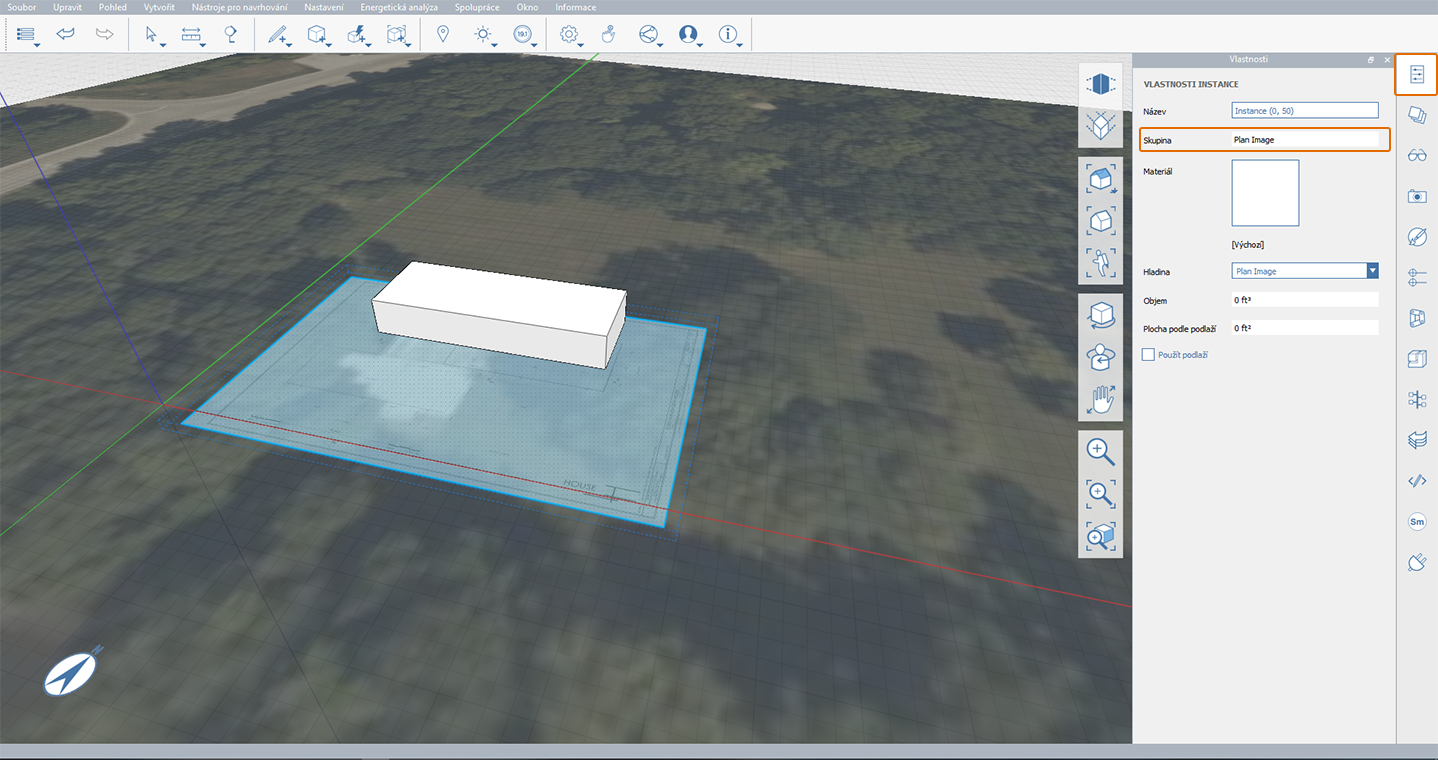 Soubor Upravit Pohled Vytvořit Nástroje pro navrhování Nastavení Energetická analýza Spolupráce Okno Informace
19.1
Vlastnosti
VLASTNOSTI INSTANCE
Název Instance (0, 50)
Skupina Plan Image
Materiál
[Výchozí]
Hladina Plan Image
Objem 0 ft³
Plocha podle podlaží 0 ft²
Použít podlaží
Sm
HOUSE
N